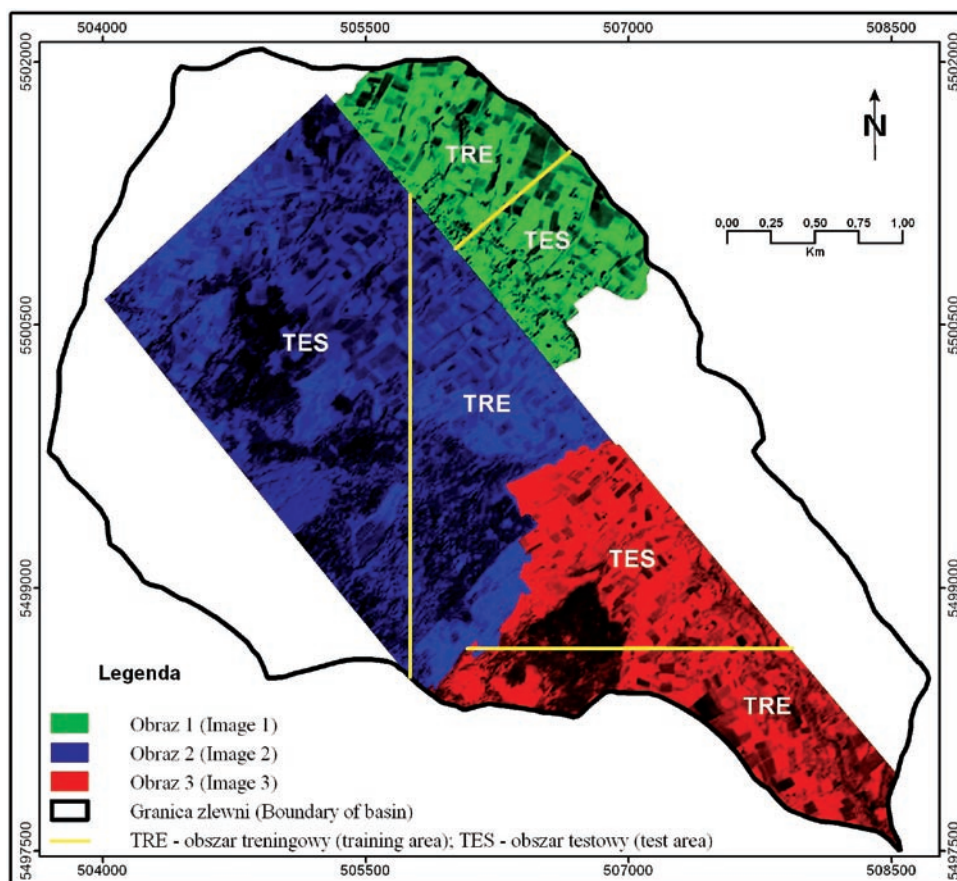 504000 505500 507000 508500
5502000 5502000
N
TRE
0,00 0,25 0,50 0,75 1,00
Km
TES
5500500 5500500
TES
TRE
TES
5499000 5499000
TRE
Legenda
Obraz 1 (Image 1)
Obraz 2 (Image 2)
Obraz 3 (Image 3)
Granica zlewni (Boundary of basin)
TRE - obszar treningowy (training area); TES - obszar testowy (test area)
5497500 5497500
504000 505500 507000 508500